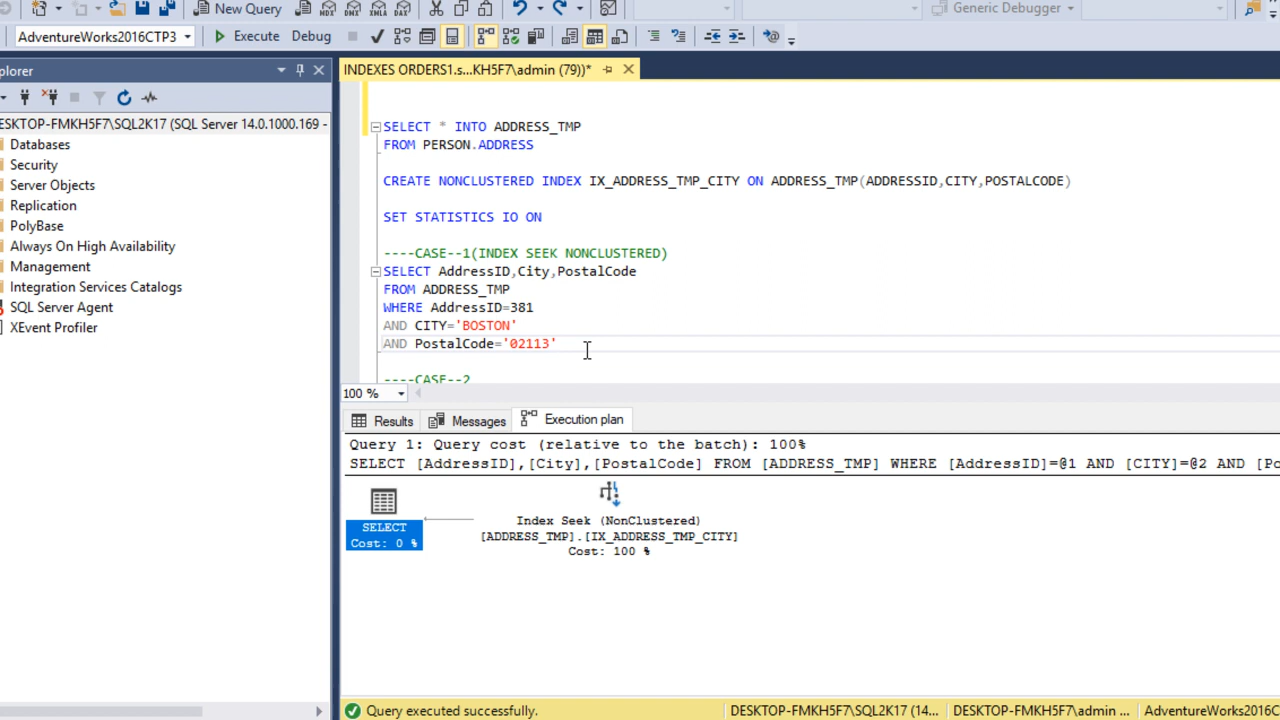 New Query
MDX DMX XMLA DAX
Generic Debugger
AdventureWorks2016CTP3
Execute
Debug
plorer
INDEXES ORDERS1.s...KH5F7\admin (79))*
ESKTOP-FMKH5F7\SQL2K17 (SQL Server 14.0.1000.169 -
Databases
Security
Server Objects
Replication
PolyBase
Always On High Availability
Management
Integration Services Catalogs
SQL Server Agent
XEvent Profiler
SELECT * INTO ADDRESS_TMP
FROM PERSON.ADDRESS
CREATE NONCLUSTERED INDEX IX_ADDRESS_TMP_CITY ON ADDRESS_TMP(ADDRESSID,CITY,POSTALCODE)
SET STATISTICS IO ON
----CASE--1(INDEX SEEK NONCLUSTERED)
SELECT AddressID,City,PostalCode
FROM ADDRESS_TMP
WHERE AddressID=381
AND CITY='BOSTON'
AND PostalCode='02113'
----CASE--2
100 %
Results
Messages
Execution plan
Query 1: Query cost (relative to the batch): 100%
SELECT [AddressID],[City],[PostalCode] FROM [ADDRESS_TMP] WHERE [AddressID]=@1 AND [CITY]=@2 AND [Po
SELECT
Cost: 0 %
Index Seek (NonClustered)
[ADDRESS_TMP].[IX_ADDRESS_TMP_CITY]
Cost: 100 %
Query executed successfully.
DESKTOP-FMKH5F7\SQL2K17 (14...
DESKTOP-FMKH5F7\admin ...
AdventureWorks2016C